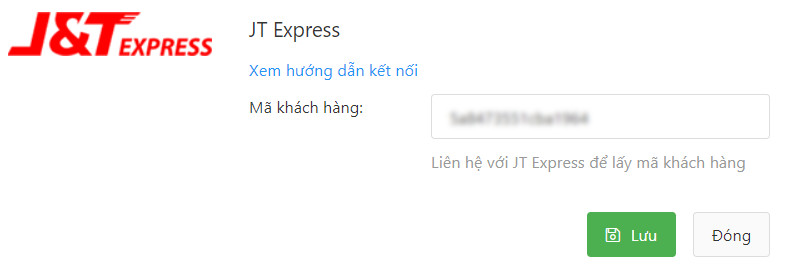 J&T EXPRESS
JT Express
Xem hướng dẫn kết nối
Mã khách hàng:
Liên hệ với JT Express để lấy mã khách hàng
Lưu
Đóng